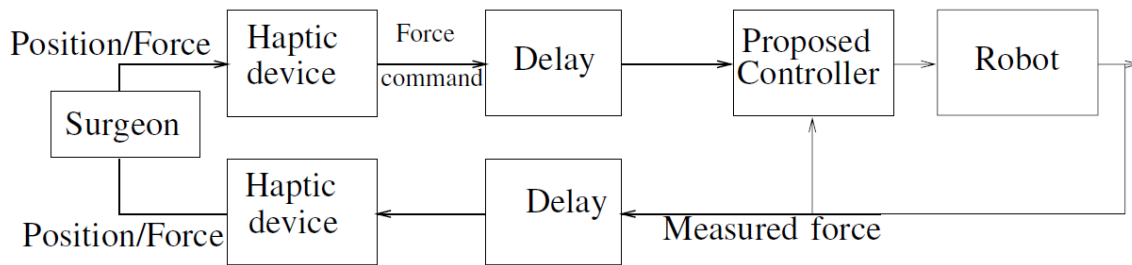 Position/Force
Haptic
device
Force
command
Delay
Proposed
Controller
Robot
Surgeon
Haptic
device
Delay
Position/Force
Measured force